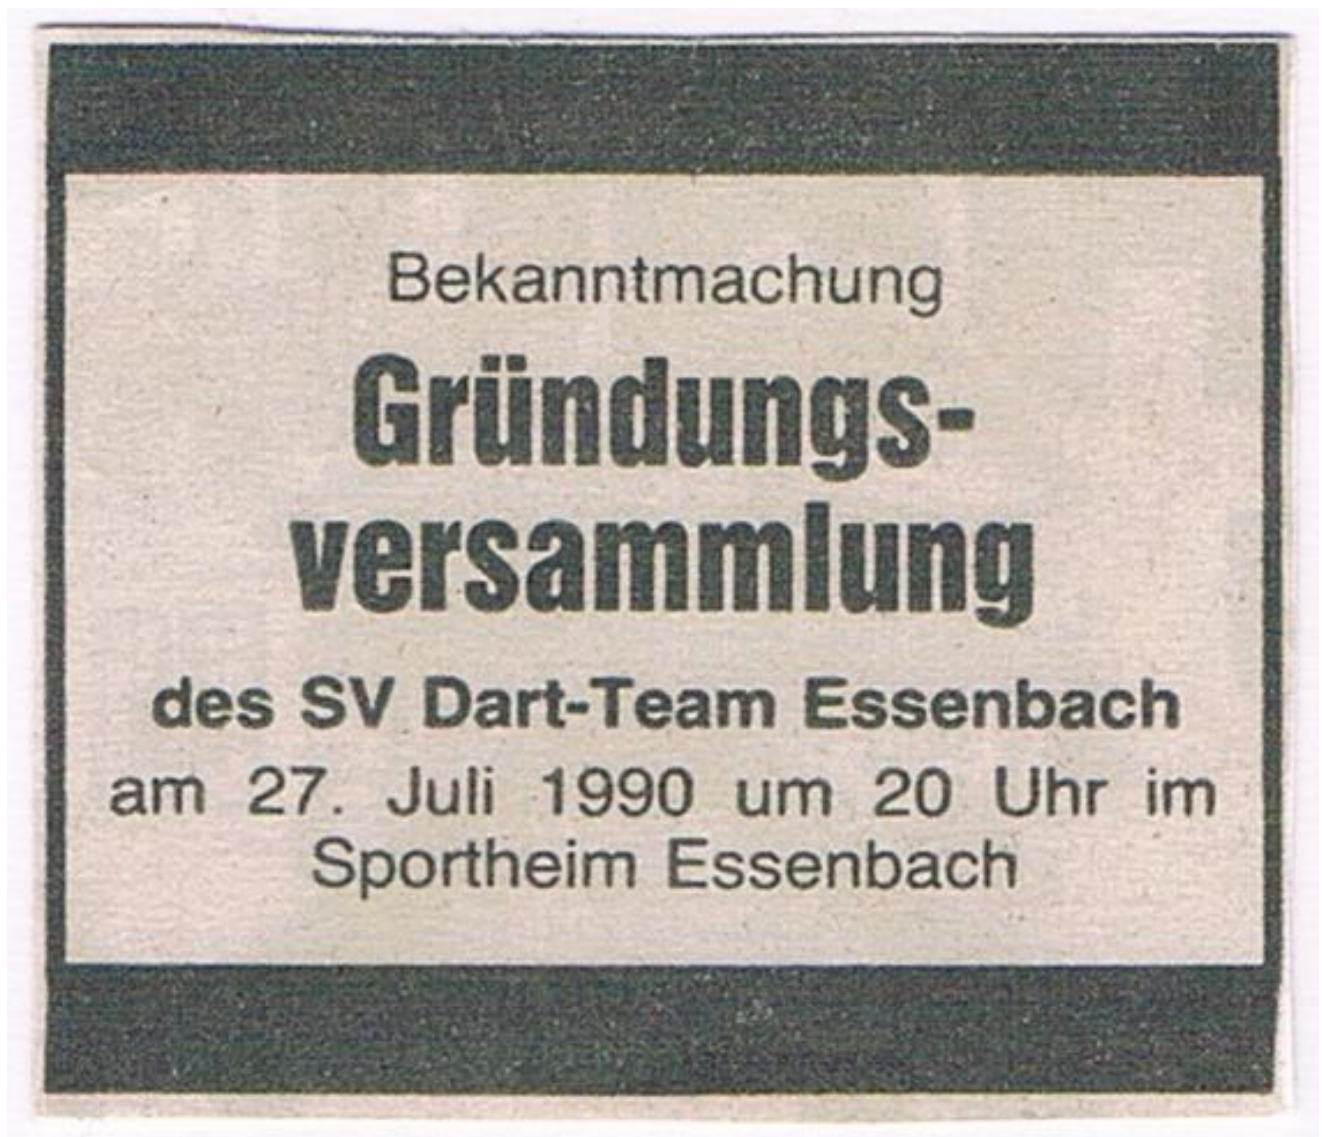 Bekanntmachung
Gründungs-
versammlung
des SV Dart-Team Essenbach
am 27. Juli 1990 um 20 Uhr im
Sportheim Essenbach